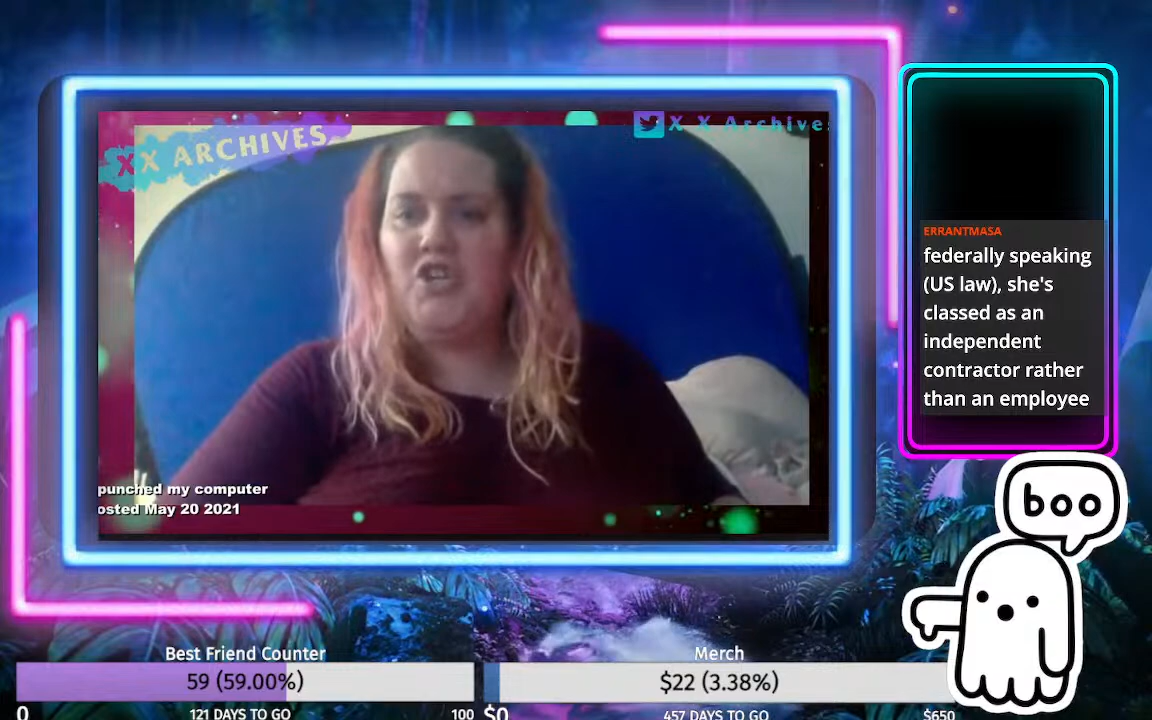 XX ARCHIVES
X X Archive
punched my computer
osted May 20 2021
ERRANTMASA
federally speaking
(US law), she's
classed as an
independent
contractor rather
than an employee
boo
Best Friend Counter
59 (59.00%)
0 121 DAYS TO GO 100
Merch
$22 (3.38%)
$0 457 DAYS TO GO $650